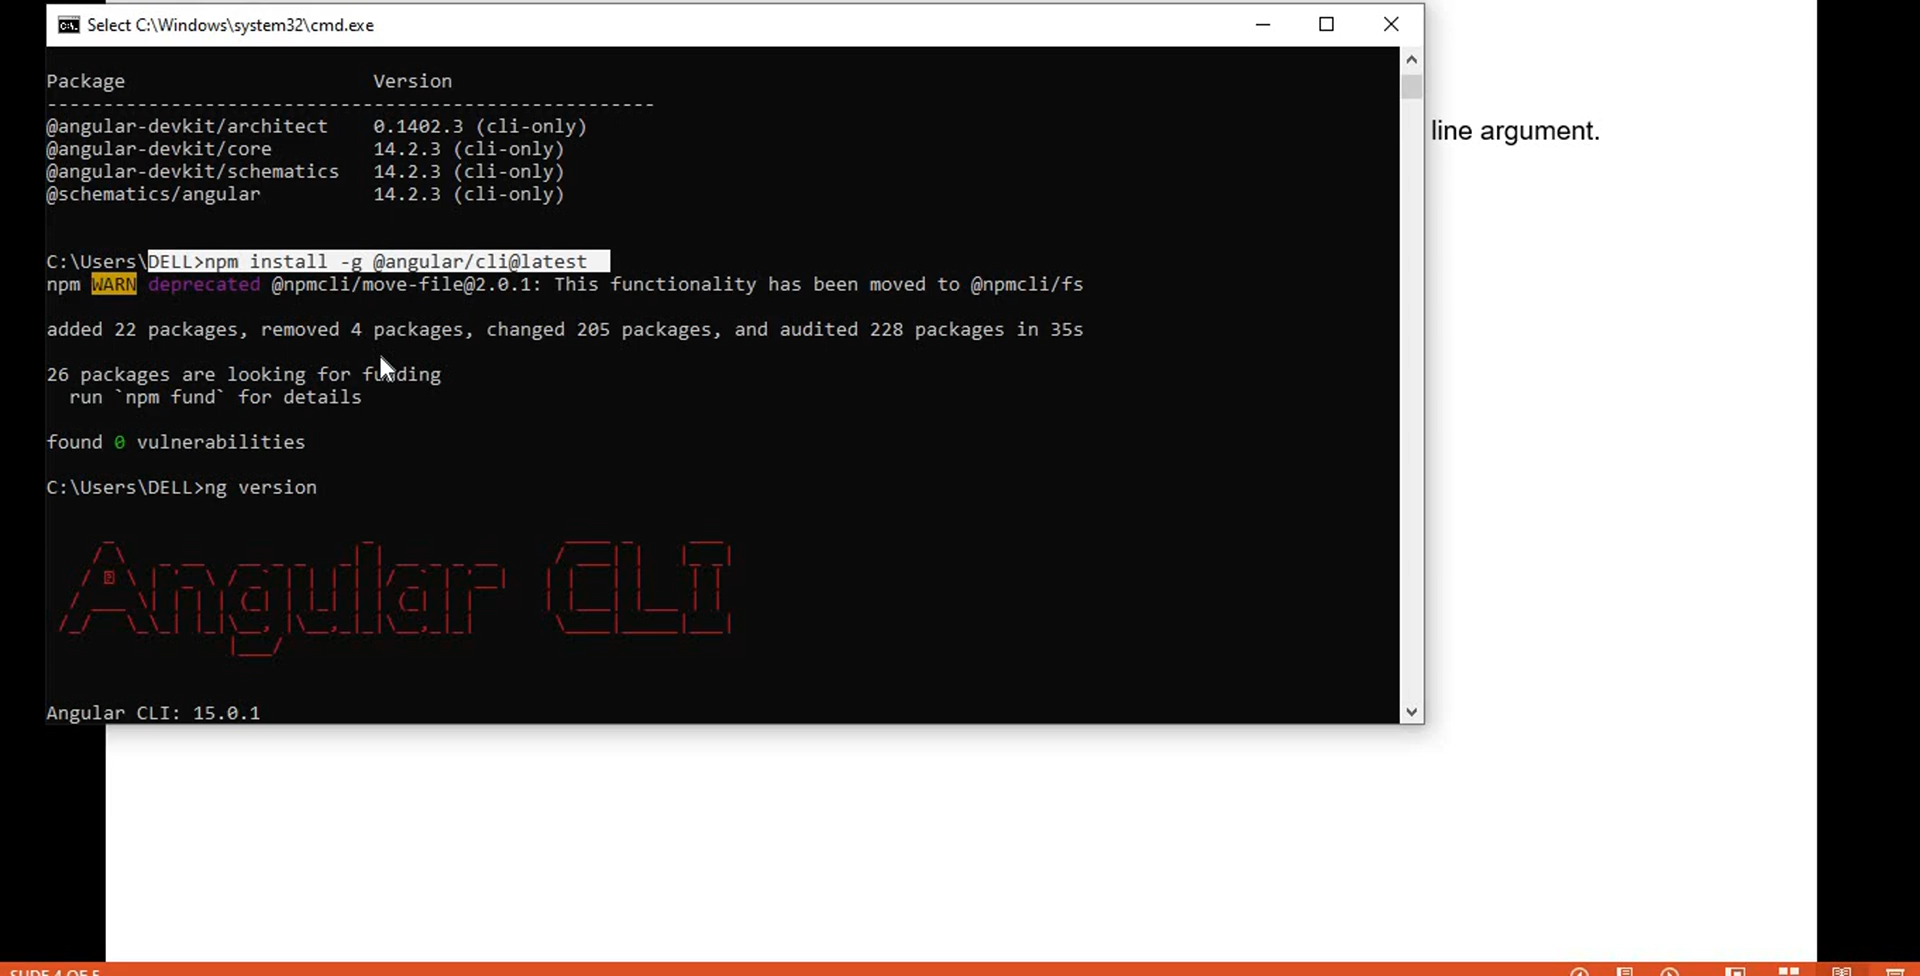 Select C:\Windows\system32\cmd.exe
Package Version
-----------------------------------------------------
@angular-devkit/architect 0.1402.3 (cli-only)
@angular-devkit/core 14.2.3 (cli-only)
@angular-devkit/schematics 14.2.3 (cli-only)
@schematics/angular 14.2.3 (cli-only)
line argument.
C:\Users\DELL>npm install -g @angular/cli@latest
npm WARN deprecated @npmcli/move-file@2.0.1: This functionality has been moved to @npmcli/fs
added 22 packages, removed 4 packages, changed 205 packages, and audited 228 packages in 35s
26 packages are looking for funding
run `npm fund` for details
found 0 vulnerabilities
C:\Users\DELL>ng version
Angular CLI
Angular CLI: 15.0.1
SLIDE 4 OF 5